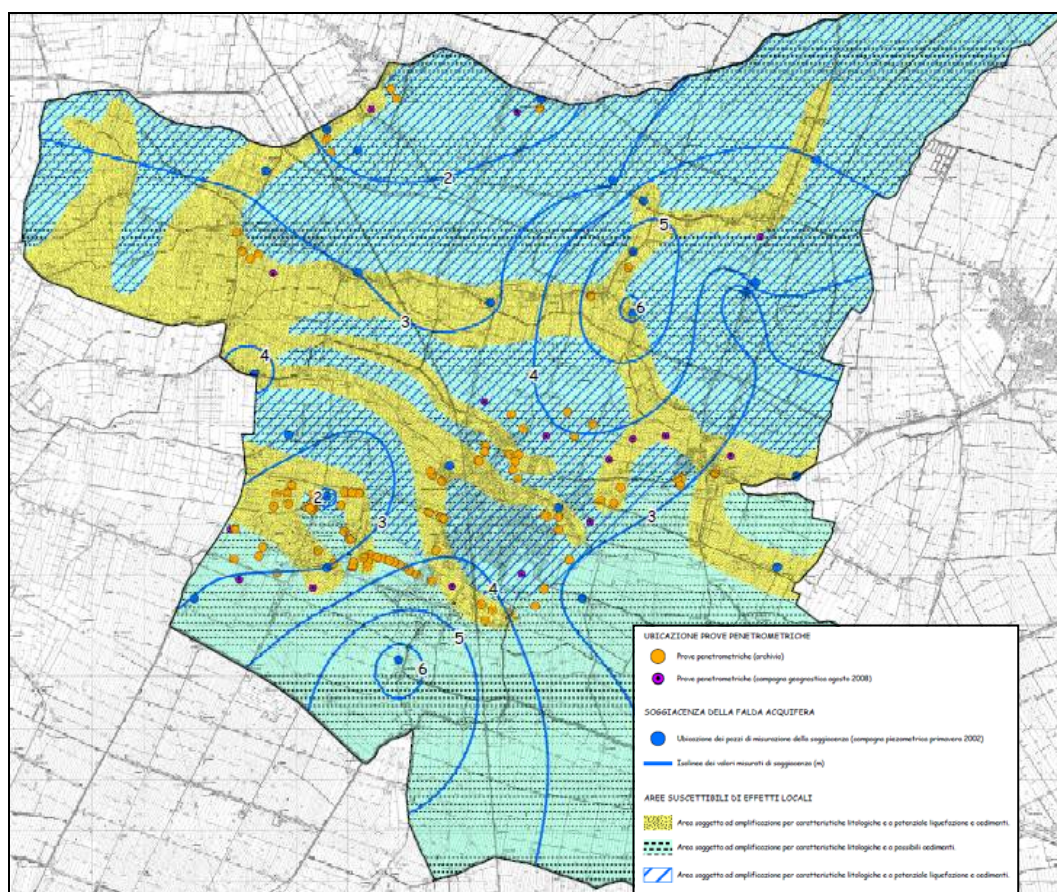 2
5
3
6
4
4
2
3
3
4
5
6
UBICAZIONE PROVE PENETROMETRICHE
Prove penetrometriche (archivio)
Prove penetrometriche (campagna geognostica agosto 2008)
SOGGIACENZA DELLA FALDA ACQUIFERA
Ubicazione dei pozzi di misurazione della soggiacenza (campagna piezometrica primavera 2002)
Isolinee dei valori misurati di soggiacenza (m)
AREE SUSCETTIBILI DI EFFETTI LOCALI
Area soggetta ad amplificazione per caratteristiche litologiche e a potenziale liquefazione e cedimenti.
Area soggetta ad amplificazione per caratteristiche litologiche e a possibili cedimenti.
Area soggetta ad amplificazione per caratteristiche litologiche e a potenziale liquefazione e cedimenti.